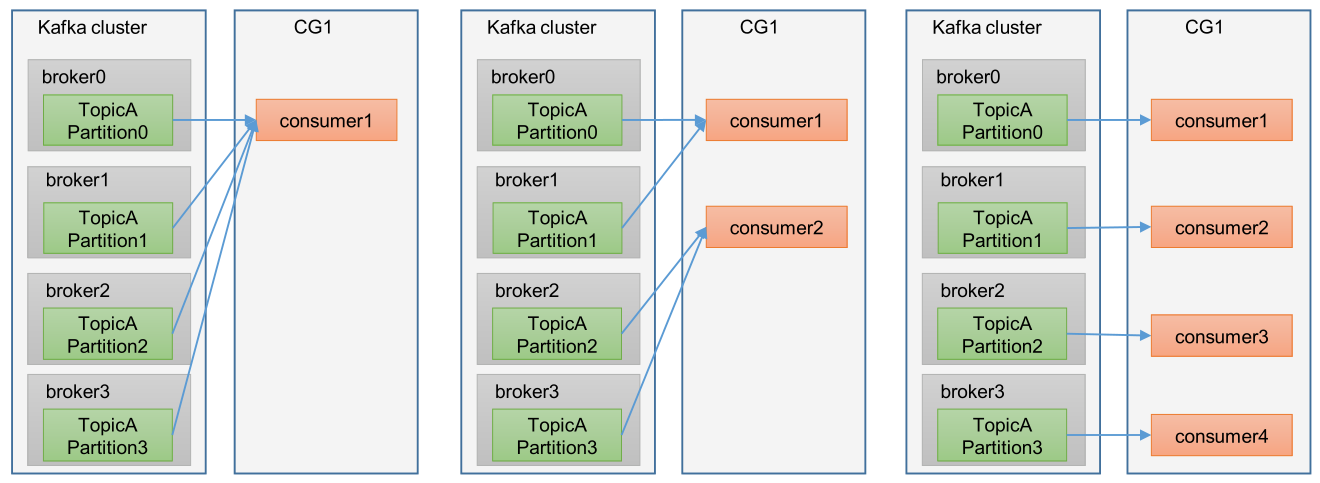 Kafka cluster
broker0
TopicA
Partition0
broker1
TopicA
Partition1
broker2
TopicA
Partition2
broker3
TopicA
Partition3
CG1
consumer1
Kafka cluster
broker0
TopicA
Partition0
broker1
TopicA
Partition1
broker2
TopicA
Partition2
broker3
TopicA
Partition3
CG1
consumer1
consumer2
Kafka cluster
broker0
TopicA
Partition0
broker1
TopicA
Partition1
broker2
TopicA
Partition2
broker3
TopicA
Partition3
CG1
consumer1
consumer2
consumer3
consumer4